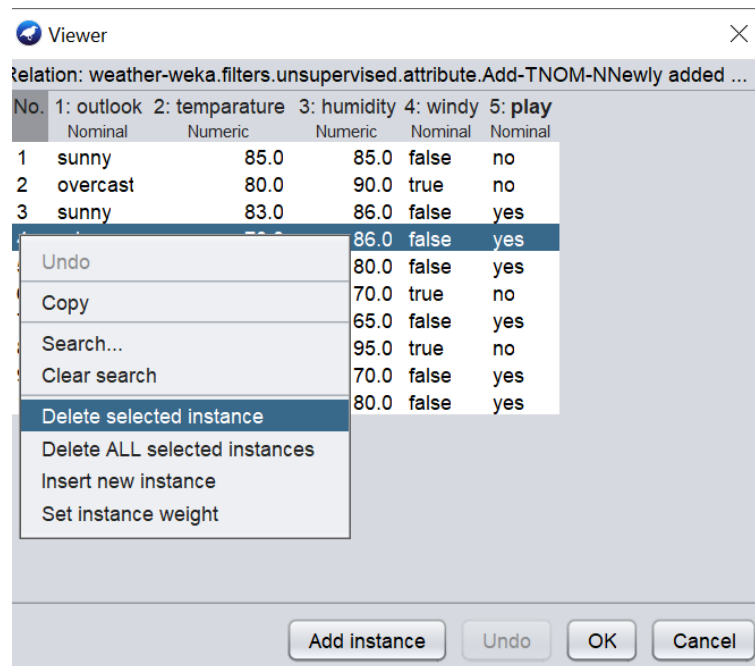 Viewer
Relation: weather-weka.filters.unsupervised.attribute.Add-TNOM-NNewly added ...
No. 1: outlook 2: temparature 3: humidity 4: windy 5: play
Nominal Numeric Numeric Nominal Nominal
1 sunny 85.0 85.0 false no
2 overcast 80.0 90.0 true no
3 sunny 83.0 86.0 false yes
86.0 false yes
80.0 false yes
70.0 true no
65.0 false yes
95.0 true no
70.0 false yes
80.0 false yes
Undo
Copy
Search...
Clear search
Delete selected instance
Delete ALL selected instances
Insert new instance
Set instance weight
Add instance Undo OK Cancel